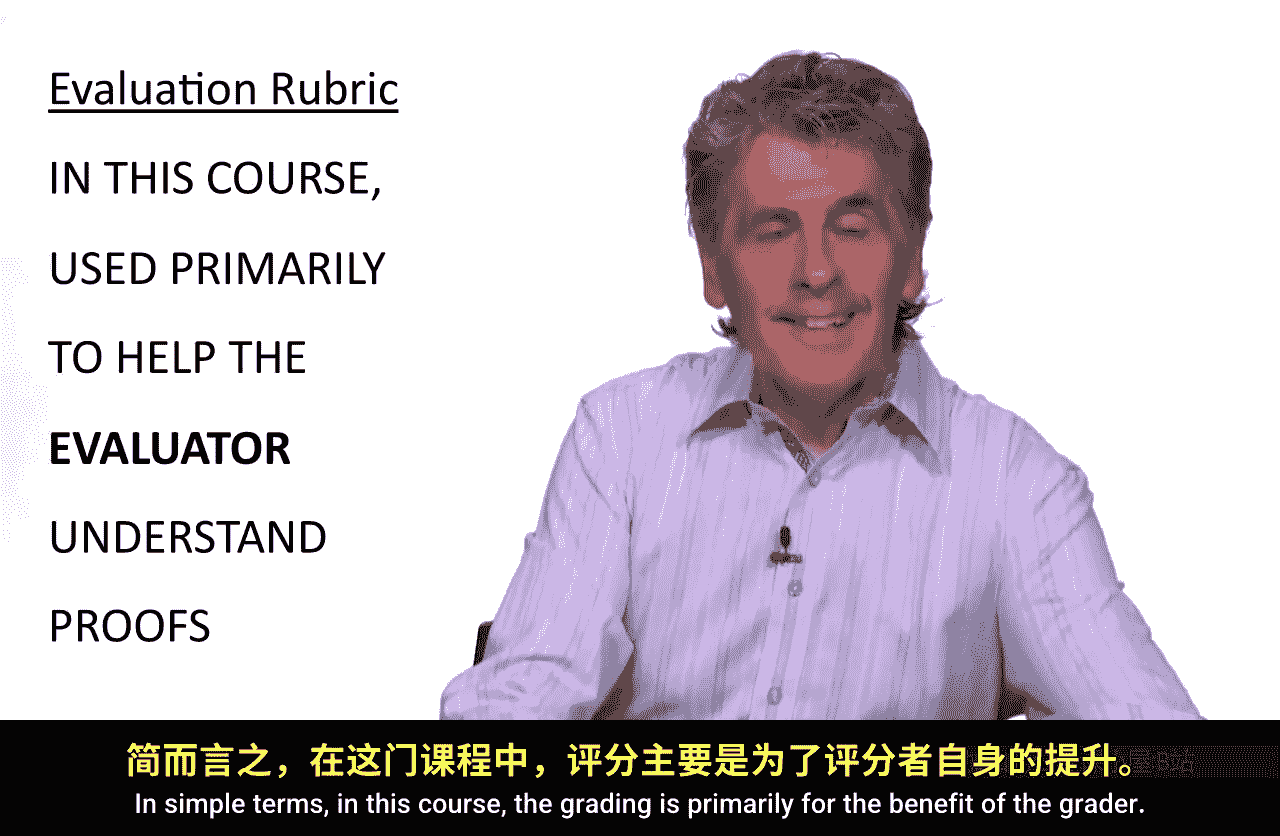 Evaluation Rubric
IN THIS COURSE,
USED PRIMARILY
TO HELP THE
EVALUATOR
UNDERSTAND
PROOFS
简而言之，在这门课程中，评分主要是为了评分者自身的提升。
In simple terms, in this course, the grading is primarily for the benefit of the grader.